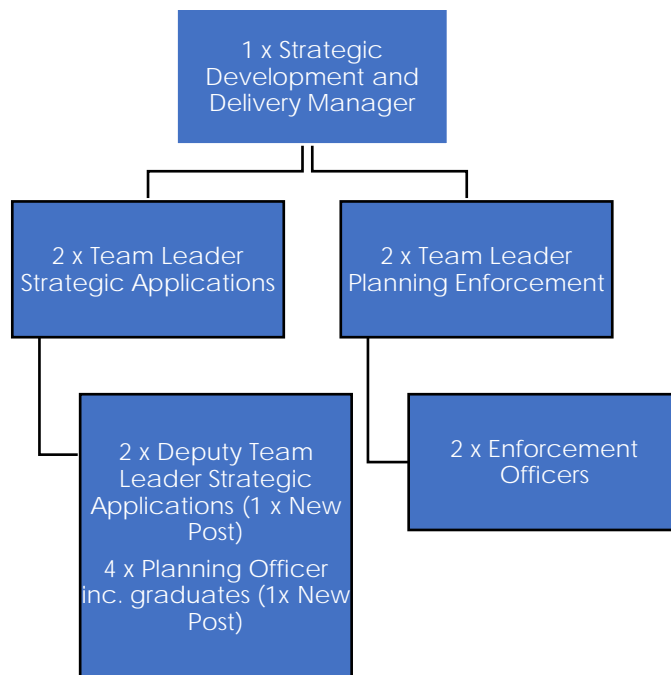 1 x Strategic
Development and
Delivery Manager
2 x Team Leader
Strategic Applications
2 x Team Leader
Planning Enforcement
2 x Deputy Team
Leader Strategic
Applications (1 x New
Post)
4 x Planning Officer
inc. graduates (1x New
Post)
2 x Enforcement
Officers